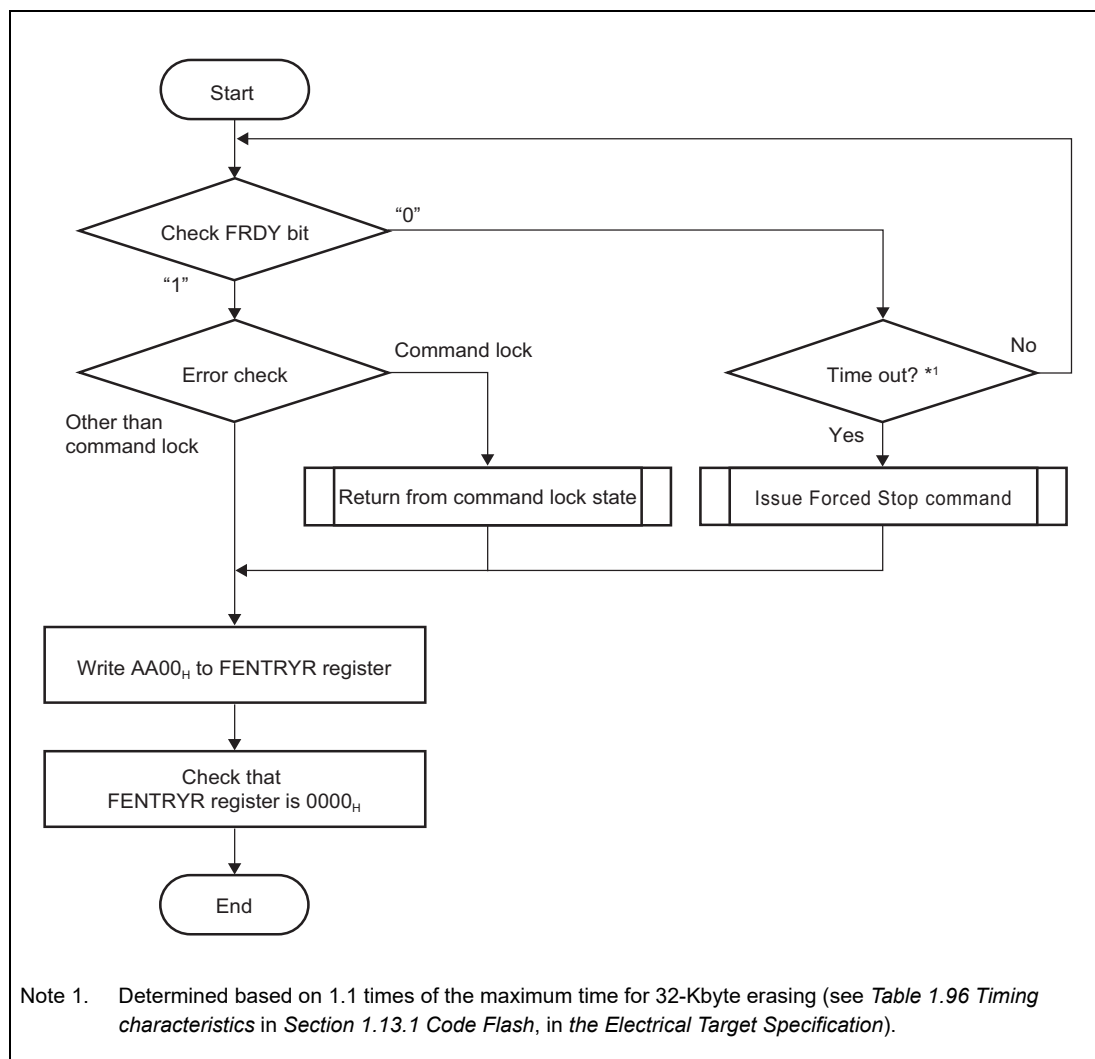 Start
Check FRDY bit
“0”
“1”
Error check
Command lock
Other than
command lock
Time out? *1
No
Yes
Return from command lock state
Issue Forced Stop command
Write AA00H to FENTRYR register
Check that
FENTRYR register is 0000H
End
Note 1. Determined based on 1.1 times of the maximum time for 32-Kbyte erasing (see Table 1.96 Timing
characteristics in Section 1.13.1 Code Flash, in the Electrical Target Specification).